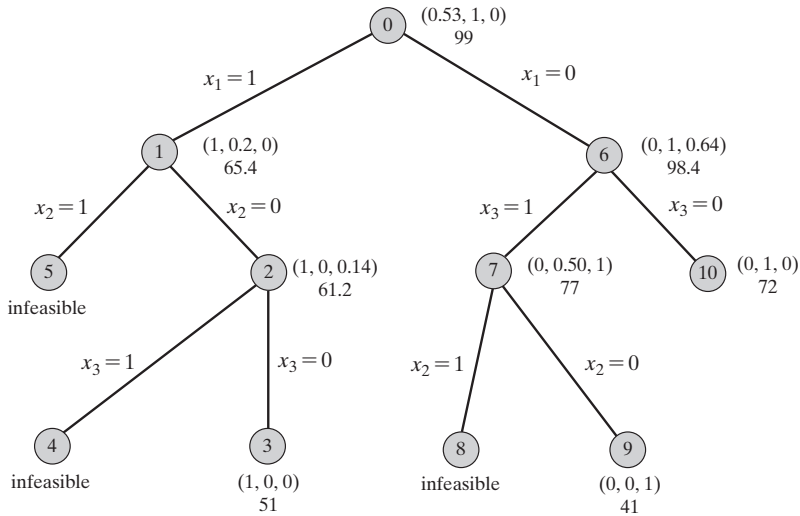 0
(0.53, 1, 0)
99
x₁ = 1
x₁ = 0
1
(1, 0.2, 0)
65.4
6
(0, 1, 0.64)
98.4
x₂ = 1
x₂ = 0
x₃ = 1
x₃ = 0
5
infeasible
2
(1, 0, 0.14)
61.2
7
(0, 0.50, 1)
77
10
(0, 1, 0)
72
x₃ = 1
x₃ = 0
x₂ = 1
x₂ = 0
4
infeasible
3
(1, 0, 0)
51
8
infeasible
9
(0, 0, 1)
41